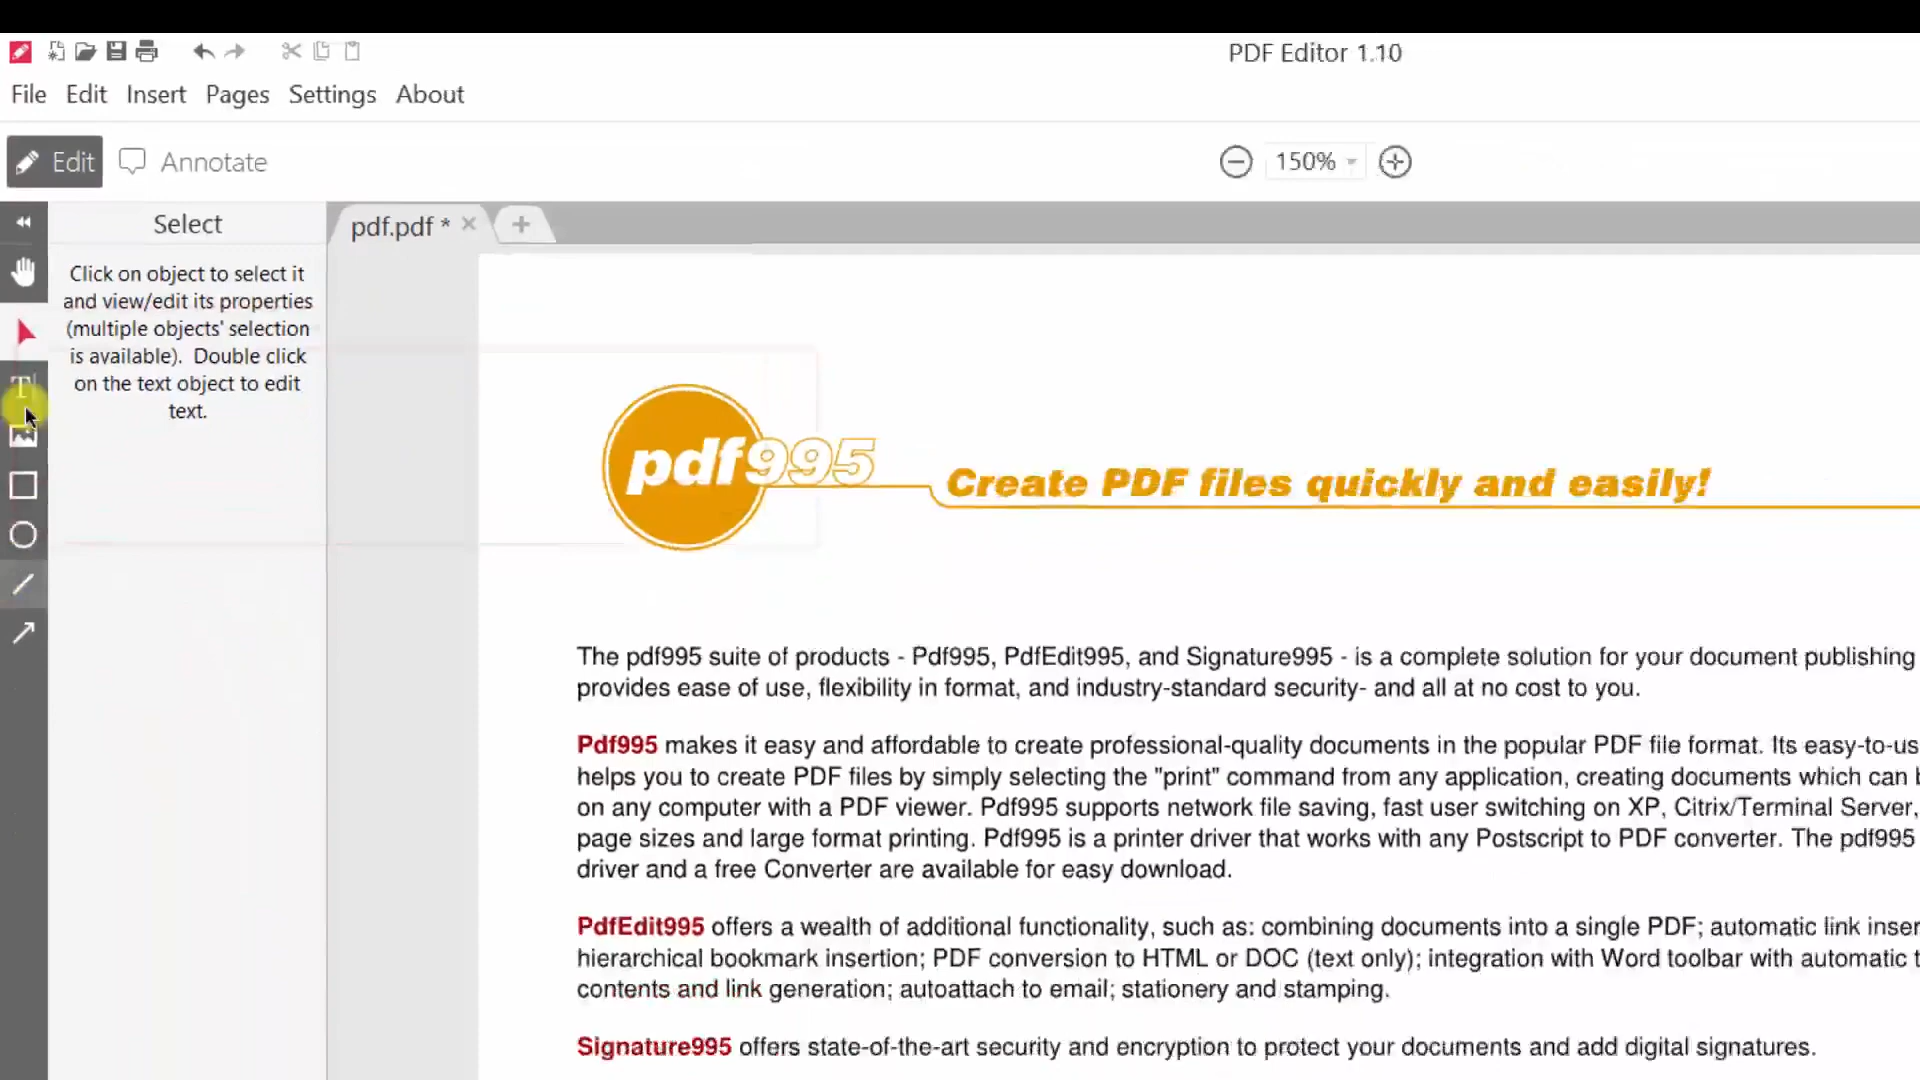 PDF Editor 1.10
File Edit Insert Pages Settings About
Edit Annotate
150%
Select
pdf.pdf *
Click on object to select it
and view/edit its properties
(multiple objects' selection
is available). Double click
on the text object to edit
text.
pdf995
Create PDF files quickly and easily!
The pdf995 suite of products - Pdf995, PdfEdit995, and Signature995 - is a complete solution for your document publishing
provides ease of use, flexibility in format, and industry-standard security- and all at no cost to you.
Pdf995 makes it easy and affordable to create professional-quality documents in the popular PDF file format. Its easy-to-us
helps you to create PDF files by simply selecting the "print" command from any application, creating documents which can b
on any computer with a PDF viewer. Pdf995 supports network file saving, fast user switching on XP, Citrix/Terminal Server,
page sizes and large format printing. Pdf995 is a printer driver that works with any Postscript to PDF converter. The pdf995
driver and a free Converter are available for easy download.
PdfEdit995 offers a wealth of additional functionality, such as: combining documents into a single PDF; automatic link inser
hierarchical bookmark insertion; PDF conversion to HTML or DOC (text only); integration with Word toolbar with automatic t
contents and link generation; autoattach to email; stationery and stamping.
Signature995 offers state-of-the-art security and encryption to protect your documents and add digital signatures.